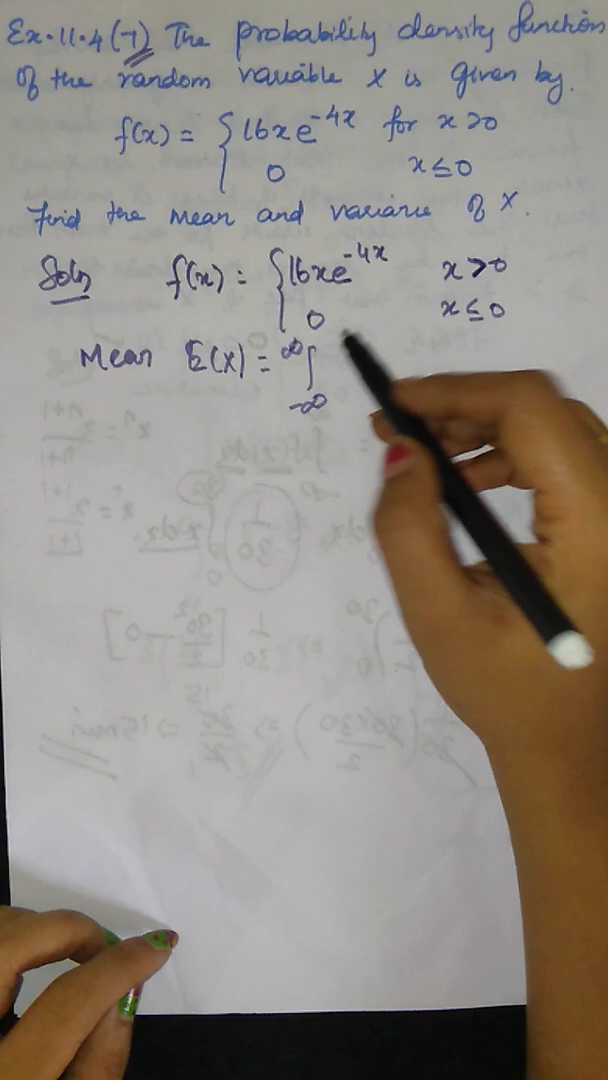 Ex.11.4(7) The probability density function
of the random variable X is given by.
f(x) = { 16xe^-4x for x>0
0 x≤0
Find the mean and variance of X.
Soln f(x) = { 16xe^-4x x>0
0 x≤0
Mean E(x) = ∞∫
-∞